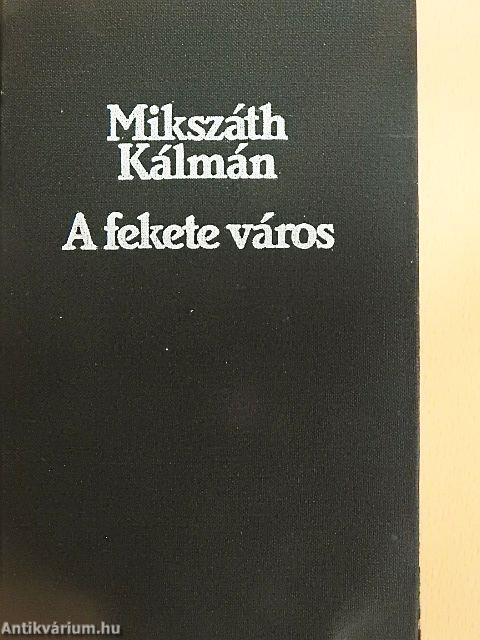 Mikszáth
Kálmán
A fekete város
Antikvárium.hu